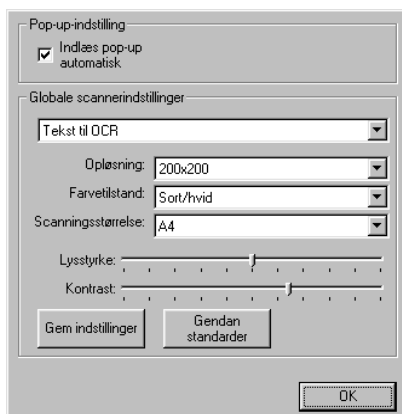 Pop-up-indstilling
Indlæs pop-up
automatisk
Globale scannerindstillinger
Tekst til OCR
Opløsning: 200x200
Farvetilstand: Sort/hvid
Scanningsstørrelse: A4
Lysstyrke:
Kontrast:
Gem indstillinger
Gendan
standarder
OK